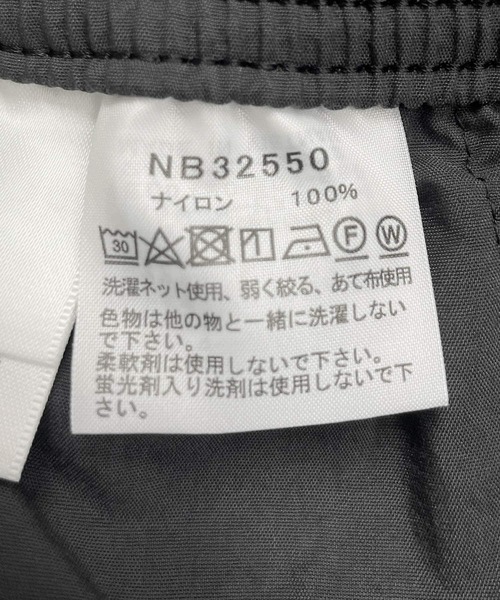 NB32550
ナイロン 100%
30 F W
洗濯ネット使用、弱く絞る、あて布使用
色物は他の物と一緒に洗濯しない
で下さい。
柔軟剤は使用しないで下さい。
蛍光剤入り洗剤は使用しないで下
さい。